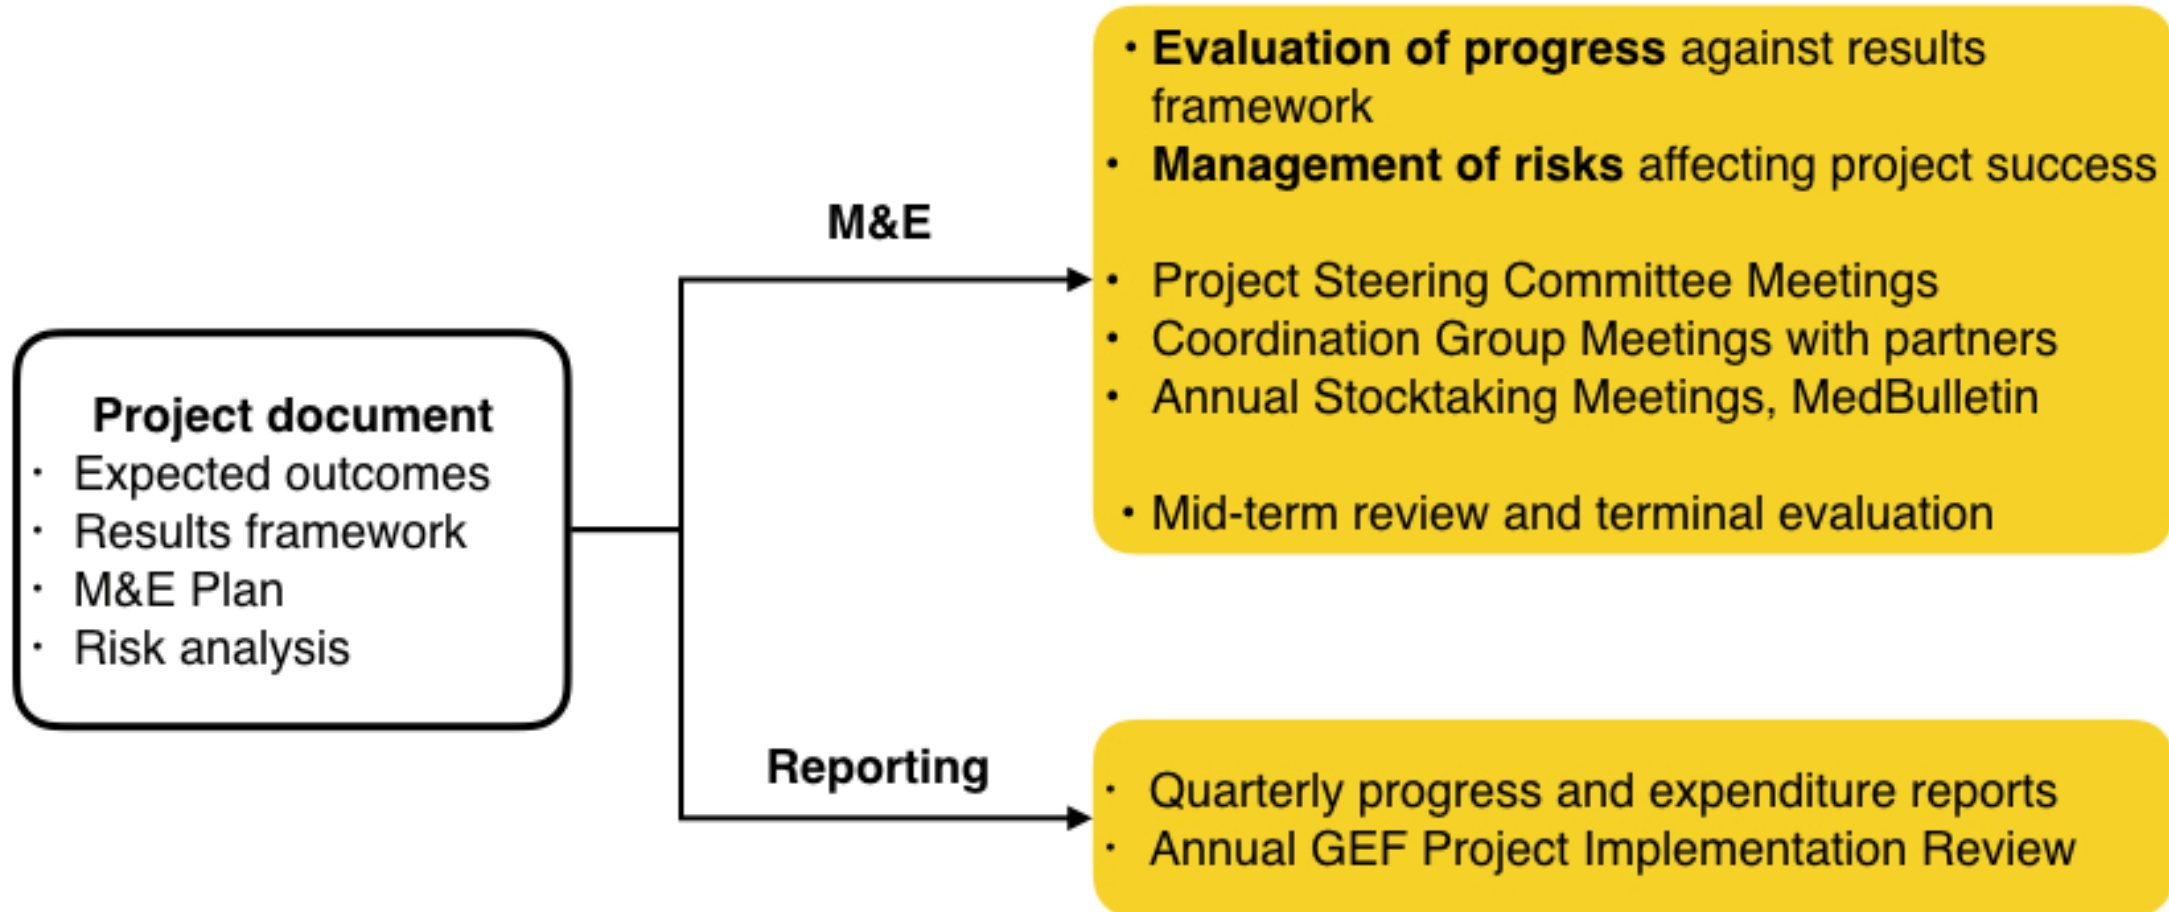 Project document
· Expected outcomes
· Results framework
· M&E Plan
· Risk analysis
M&E
• Evaluation of progress against results
framework
• Management of risks affecting project success
• Project Steering Committee Meetings
• Coordination Group Meetings with partners
• Annual Stocktaking Meetings, MedBulletin
• Mid-term review and terminal evaluation
Reporting
· Quarterly progress and expenditure reports
· Annual GEF Project Implementation Review